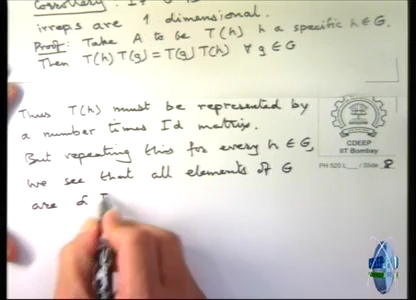 Corollary: If G is
irreps are 1 dimensional.
Proof: Take A to be T(h) h a specific h∈G.
Then T(h) T(g) = T(g) T(h) ∀ g ∈ G
Thus T(h) must be represented by
a number times Id matrix.
But repeating this for every h ∈ G,
we see that all elements of G
are
CDEEP
IIT Bombay
PH 520 L___ / Slide 8